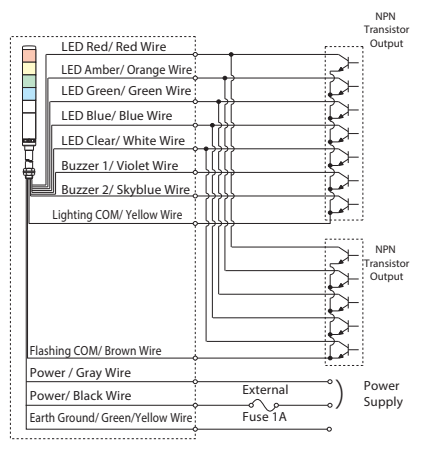 NPN
Transistor
Output
LED Red/ Red Wire
LED Amber/ Orange Wire
LED Green/ Green Wire
LED Blue/ Blue Wire
LED Clear/ White Wire
Buzzer 1/ Violet Wire
Buzzer 2/ Skyblue Wire
Lighting COM/ Yellow Wire
NPN
Transistor
Output
Flashing COM/ Brown Wire
Power / Gray Wire
Power/ Black Wire
External
Fuse 1A
Power
Supply
Earth Ground/ Green/Yellow Wire